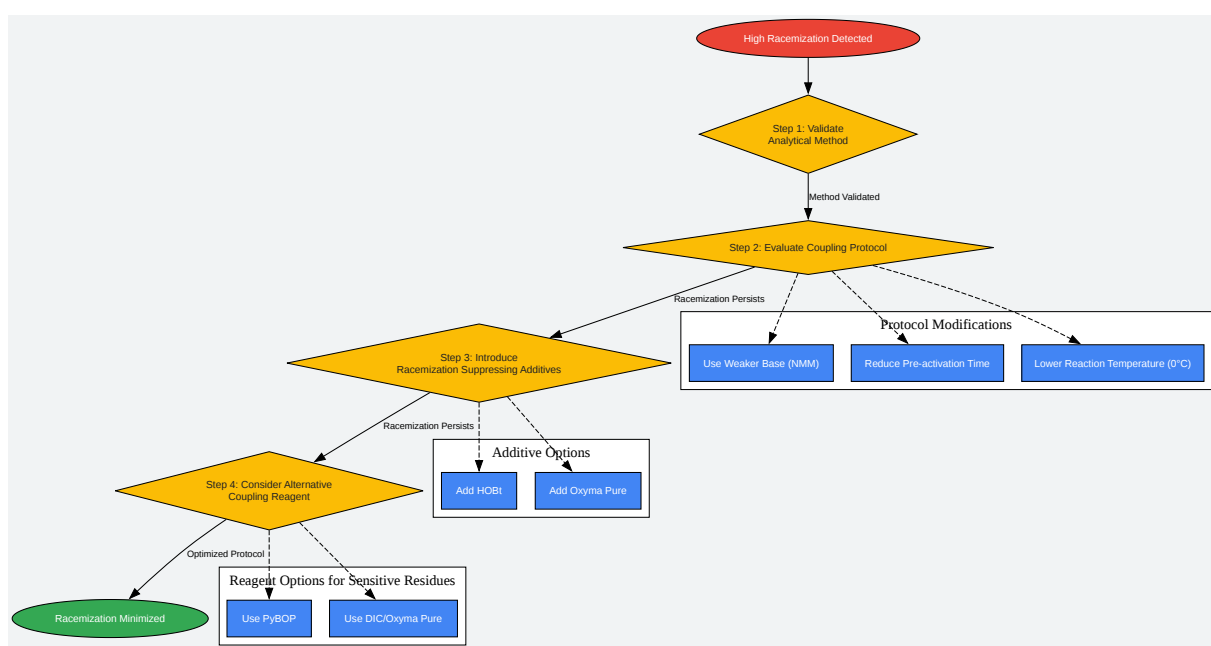 High Racemization Detected
Step 1: Validate
Analytical Method
Method Validated
Step 2: Evaluate Coupling Protocol
Racemization Persists
Protocol Modifications
Use Weaker Base (NMM)
Reduce Pre-activation Time
Lower Reaction Temperature (0°C)
Step 3: Introduce
Racemization Suppressing Additives
Racemization Persists
Additive Options
Add HOBt
Add Oxyma Pure
Step 4: Consider Alternative
Coupling Reagent
Optimized Protocol
Reagent Options for Sensitive Residues
Use PyBOP
Use DIC/Oxyma Pure
Racemization Minimized